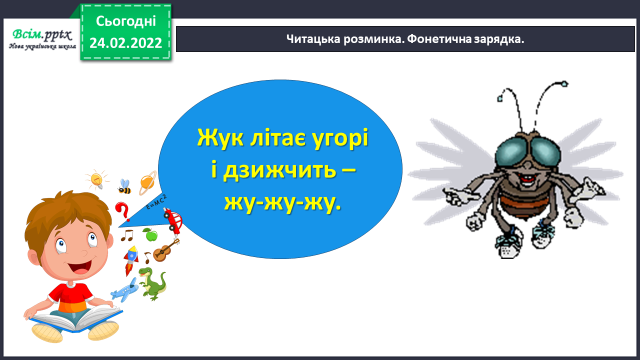 Всім.pptx
Нова українська школа
Сьогодні
24.02.2022
Читацька розминка. Фонетична зарядка.
Жук літає угорі
і дзижчить –
жу-жу-жу.
E=MC²